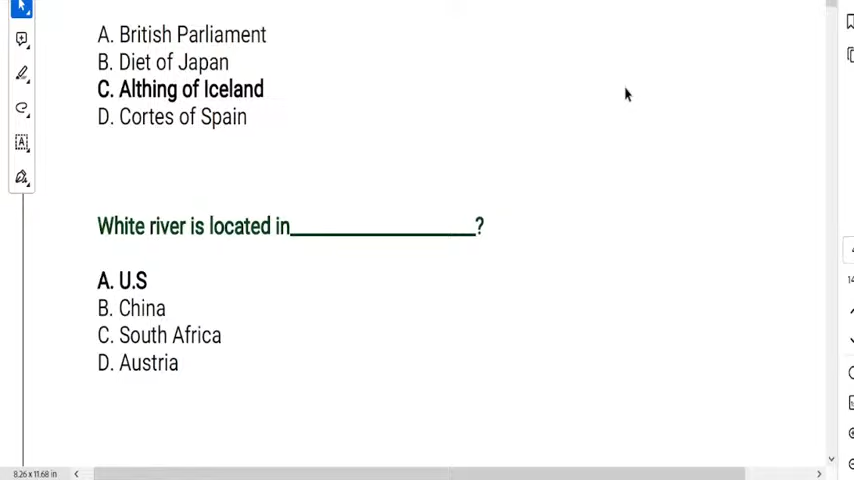 A. British Parliament
B. Diet of Japan
C. Althing of Iceland
D. Cortes of Spain
White river is located in_________________?
A. U.S
B. China
C. South Africa
D. Austria
8.26 x 11.68 in